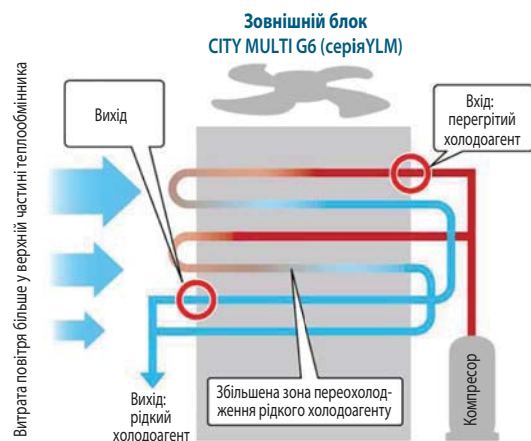 Зовнішній блок
CITY MULTI G6 (серіяYLM)
Витрата повітря більше у верхній частині теплообмінника
Вихід
Вхід:
перегрітий
холодоагент
Збільшена зона переохолод-
ження рідкого холодоагенту
Компресор
Вихід:
рідкий
холодоагент